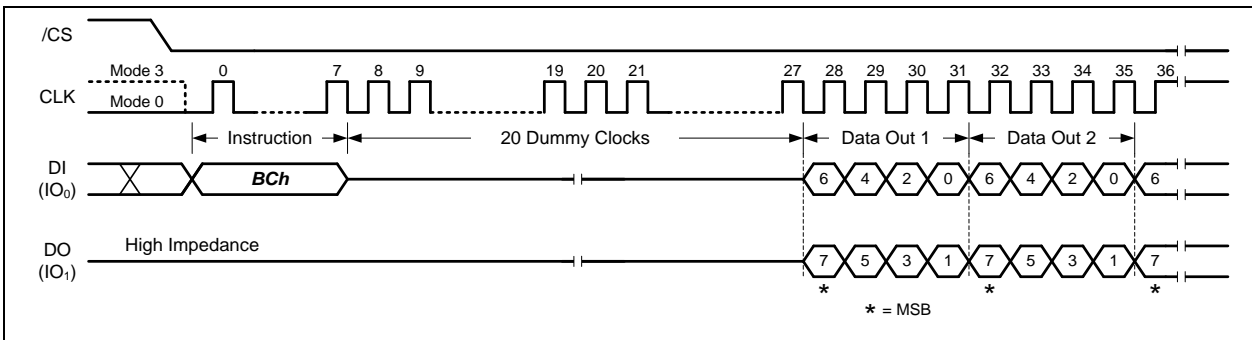 /CS
Mode 3 0 7 8 9 19 20 21 27 28 29 30 31 32 33 34 35 36
CLK Mode 0
Instruction 20 Dummy Clocks Data Out 1 Data Out 2
DI
(IO₀) BCh 6 4 2 0 6 4 2 0 6
High Impedance
DO
(IO₁) 7 5 3 1 7 5 3 1 7
* * *
* = MSB